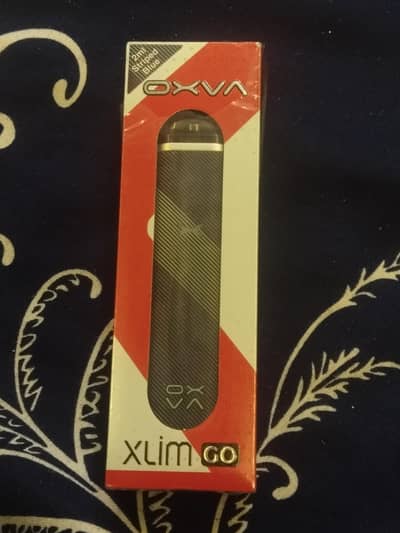 2ml
Striped
Blue
OXVA
OX
VA
XLIM GO